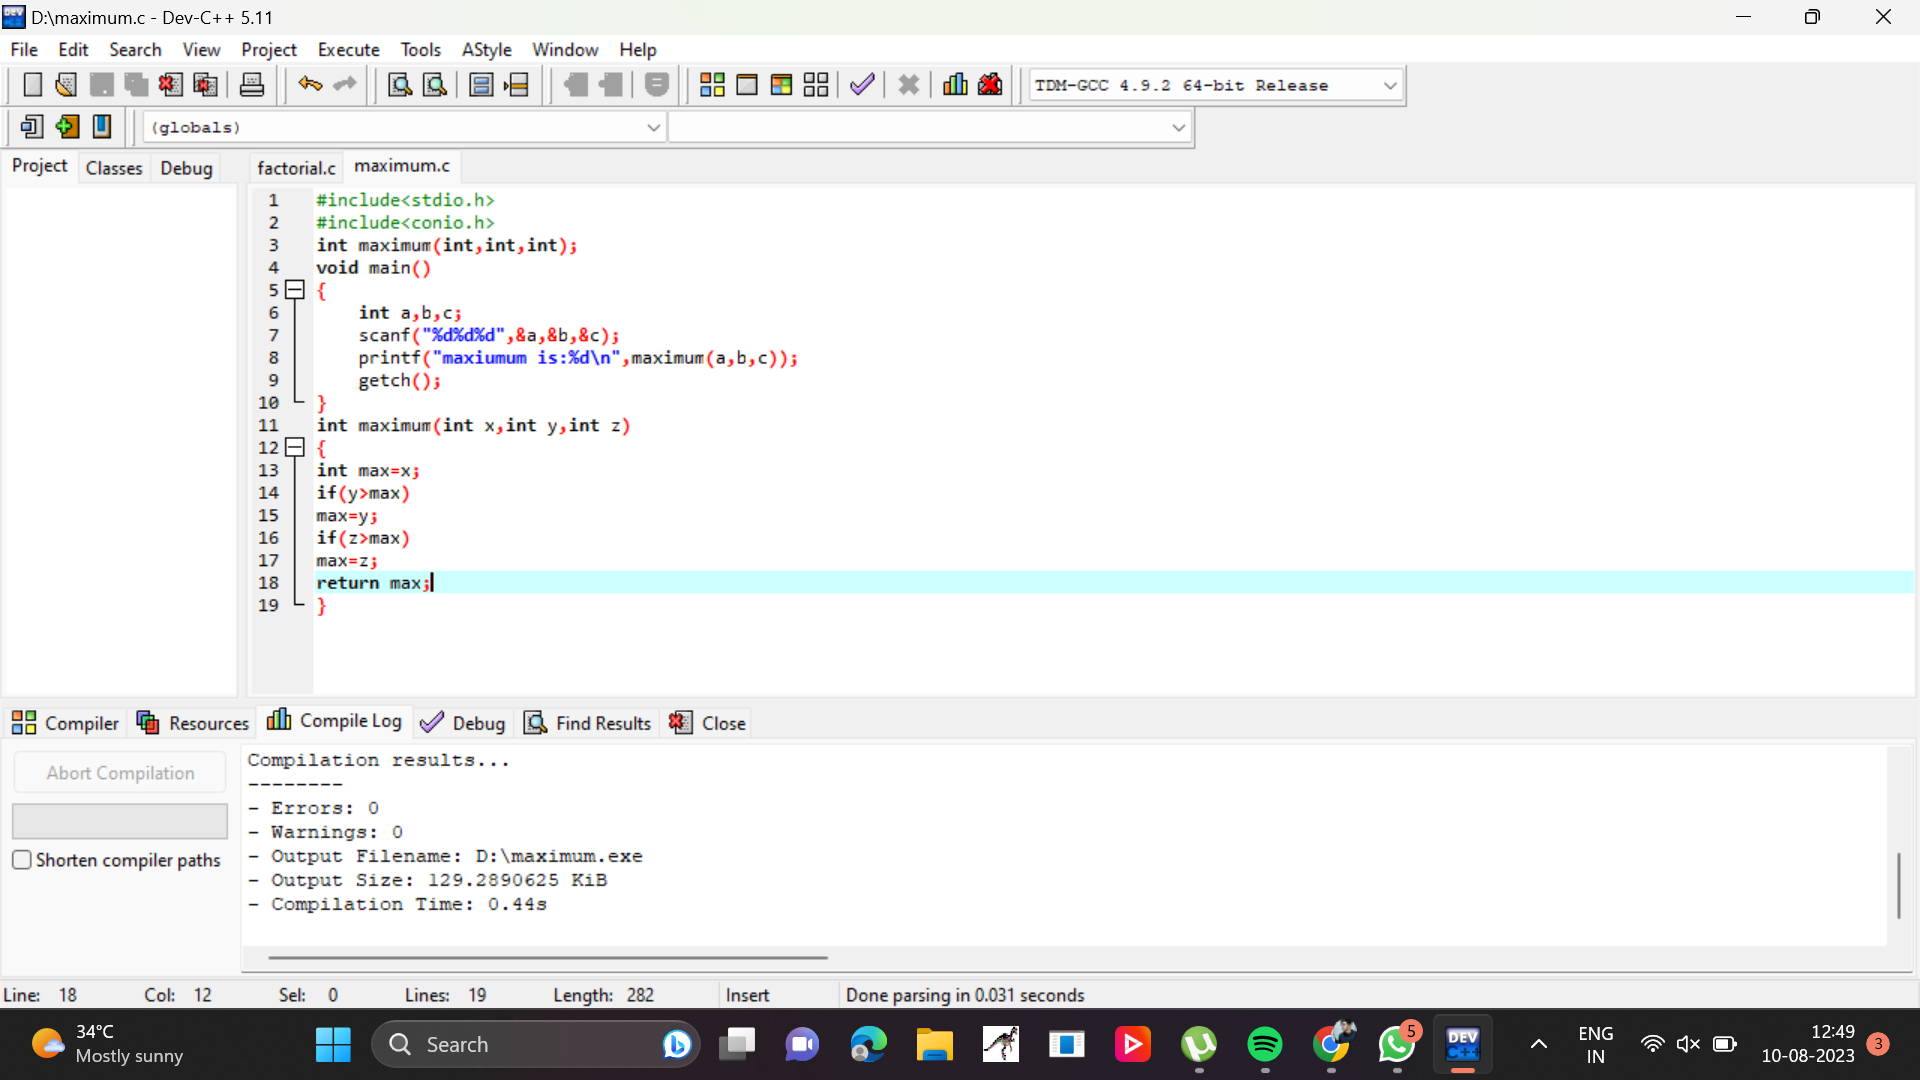 D:\maximum.c - Dev-C++ 5.11
File Edit Search View Project Execute Tools AStyle Window Help
TDM-GCC 4.9.2 64-bit Release
(globals)
Project Classes Debug factorial.c maximum.c
1 #include<stdio.h>
2 #include<conio.h>
3 int maximum(int,int,int);
4 void main()
5 {
6 int a,b,c;
7 scanf("%d%d%d",&a,&b,&c);
8 printf("maxiumum is:%d\n",maximum(a,b,c));
9 getch();
10 }
11 int maximum(int x,int y,int z)
12 {
13 int max=x;
14 if(y>max)
15 max=y;
16 if(z>max)
17 max=z;
18 return max;
19 }
Compiler Resources Compile Log Debug Find Results Close
Abort Compilation
Shorten compiler paths
Compilation results...
--------
- Errors: 0
- Warnings: 0
- Output Filename: D:\maximum.exe
- Output Size: 129.2890625 KiB
- Compilation Time: 0.44s
Line: 18 Col: 12 Sel: 0 Lines: 19 Length: 282 Insert Done parsing in 0.031 seconds
34°C
Mostly sunny
Search
5
DEV
C++
ENG
IN
12:49
10-08-2023
3